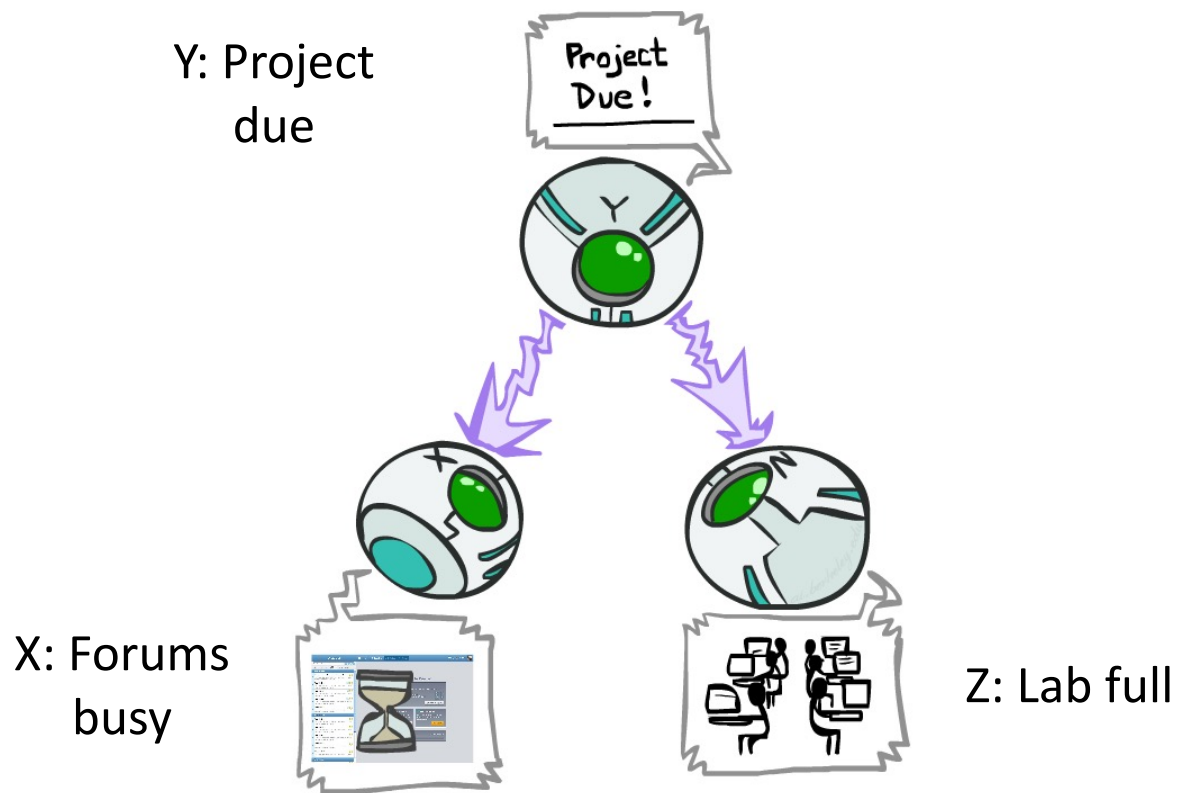 Y: Project
due
Project
Due!
Y
X
Z
X: Forums
busy
Z: Lab full